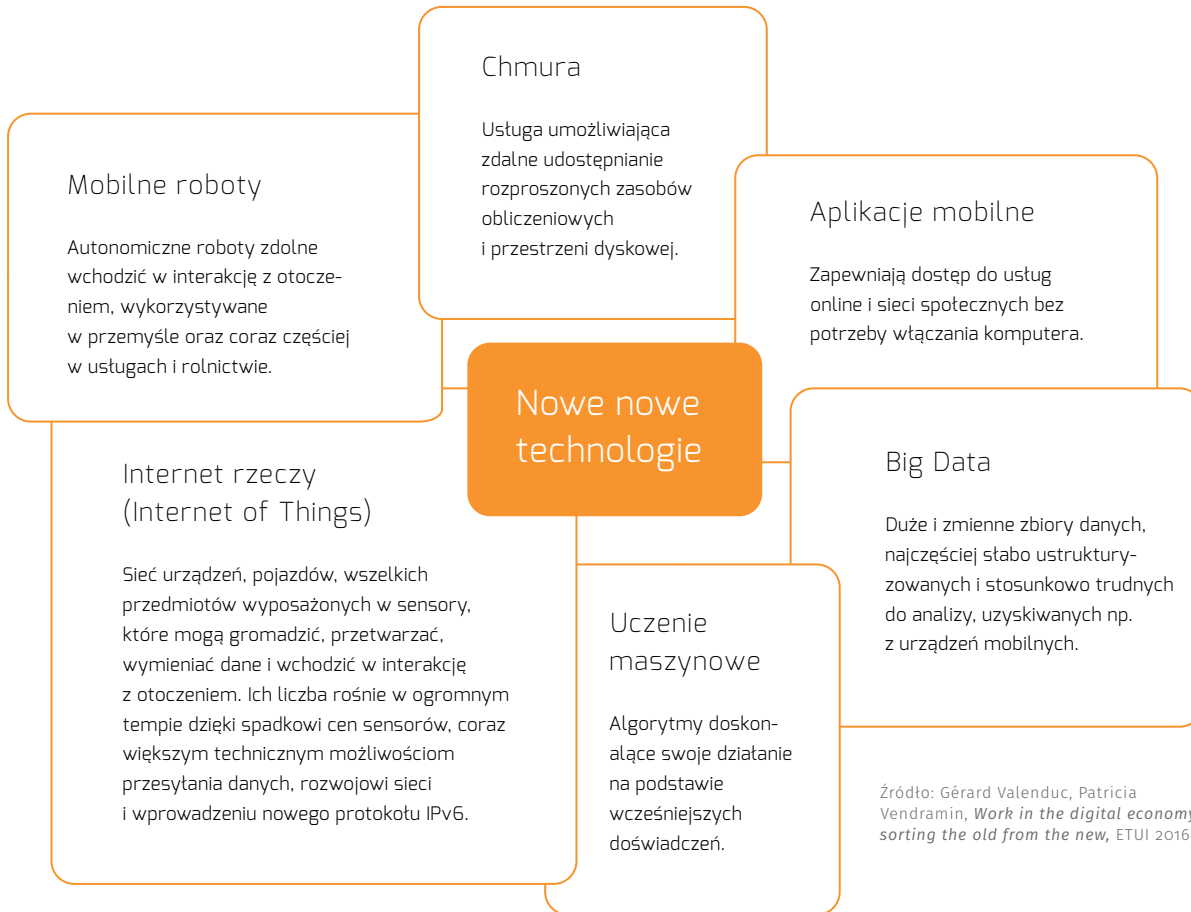 Chmura
Usługa umożliwiająca
zdalne udostępnianie
rozproszonych zasobów
obliczeniowych
i przestrzeni dyskowej.
Mobilne roboty
Autonomiczne roboty zdolne
wchodzić w interakcję z otocze-
niem, wykorzystywane
w przemyśle oraz coraz częściej
w usługach i rolnictwie.
Aplikacje mobilne
Zapewniają dostęp do usług
online i sieci społecznych bez
potrzeby włączania komputera.
Nowe nowe
technologie
Big Data
Duże i zmienne zbiory danych,
najczęściej słabo ustruktury-
zowanych i stosunkowo trudnych
do analizy, uzyskiwanych np.
z urządzeń mobilnych.
Internet rzeczy
(Internet of Things)
Sieć urządzeń, pojazdów, wszelkich
przedmiotów wyposażonych w sensory,
które mogą gromadzić, przetwarzać,
wymieniać dane i wchodzić w interakcję
z otoczeniem. Ich liczba rośnie w ogromnym
tempie dzięki spadkowi cen sensorów, coraz
większym technicznym możliwościom
przesyłania danych, rozwojowi sieci
i wprowadzeniu nowego protokołu IPv6.
Uczenie
maszynowe
Algorytmy doskon-
alące swoje działanie
na podstawie
wcześniejszych
doświadczeń.
Źródło: Gérard Valenduc, Patricia
Vendramin, Work in the digital economy
sorting the old from the new, ETUI 2016